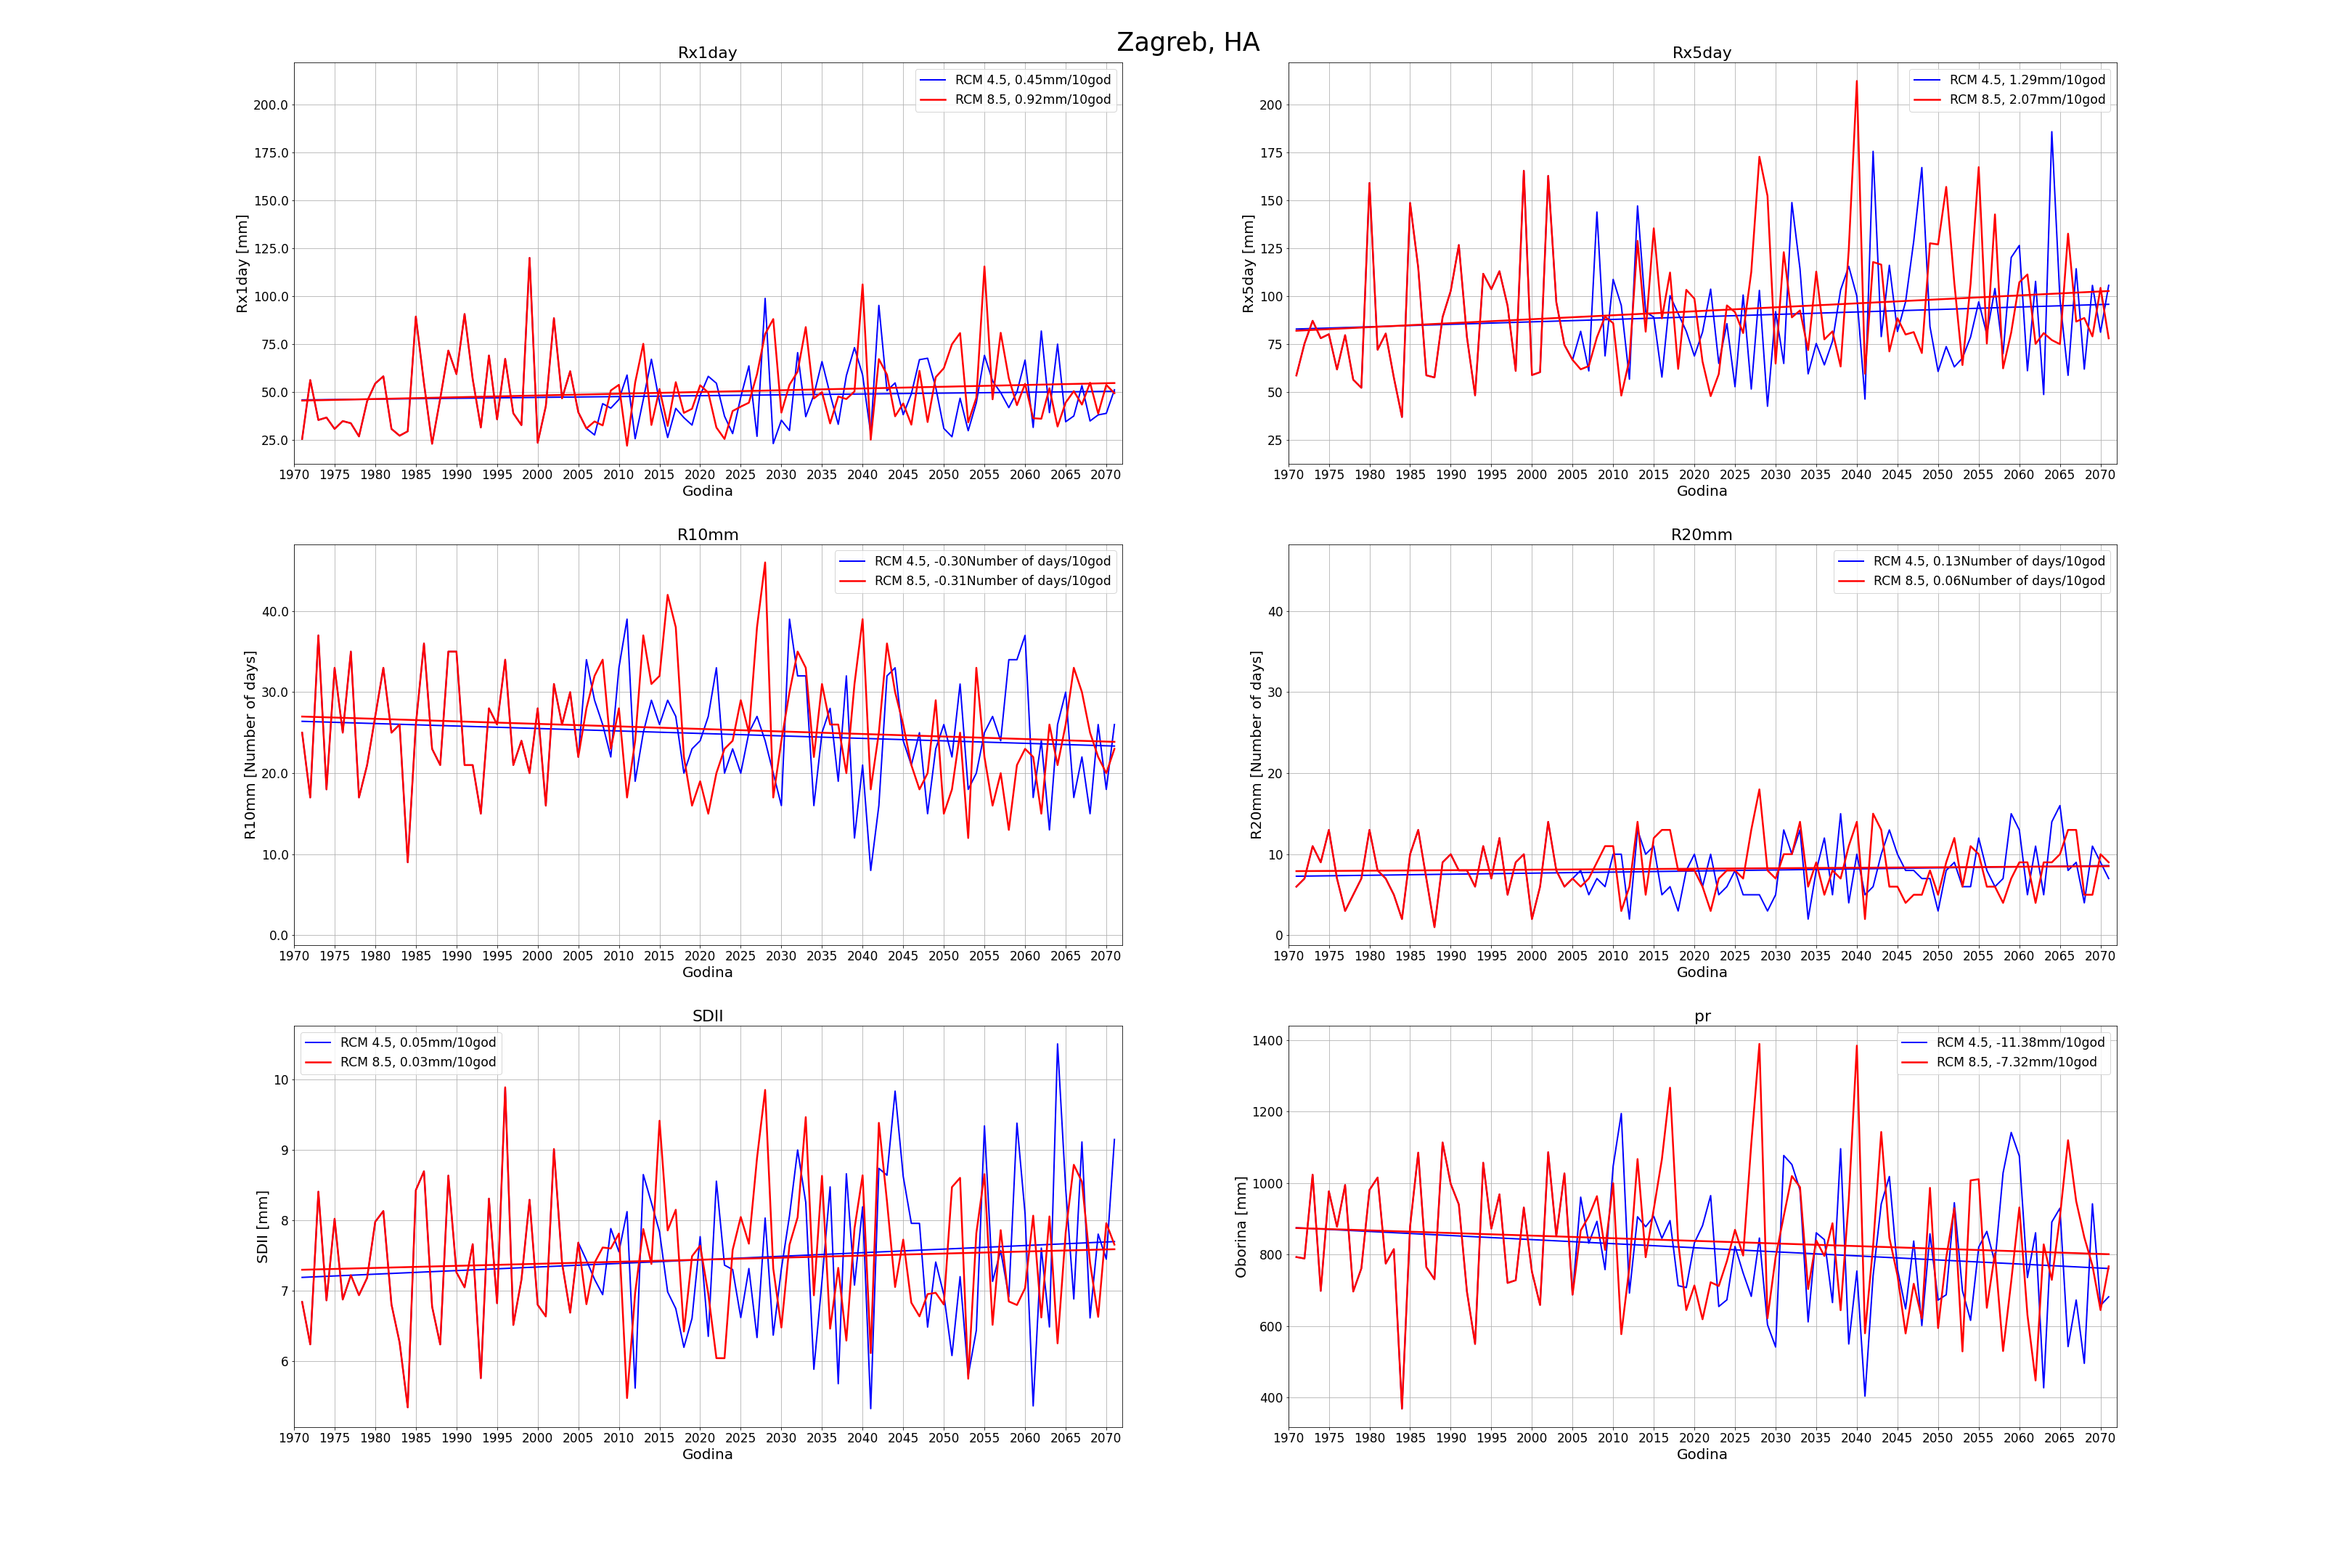 Zagreb, HA
Rx1day
RCM 4.5, 0.45mm/10god
RCM 8.5, 0.92mm/10god
Rx1day [mm]
200.0
175.0
150.0
125.0
100.0
75.0
50.0
25.0
1970 1975 1980 1985 1990 1995 2000 2005 2010 2015 2020 2025 2030 2035 2040 2045 2050 2055 2060 2065 2070
Godina
Rx5day
RCM 4.5, 1.29mm/10god
RCM 8.5, 2.07mm/10god
Rx5day [mm]
200
175
150
125
100
75
50
25
1970 1975 1980 1985 1990 1995 2000 2005 2010 2015 2020 2025 2030 2035 2040 2045 2050 2055 2060 2065 2070
Godina
R10mm
RCM 4.5, -0.30Number of days/10god
RCM 8.5, -0.31Number of days/10god
R10mm [Number of days]
40.0
30.0
20.0
10.0
0.0
1970 1975 1980 1985 1990 1995 2000 2005 2010 2015 2020 2025 2030 2035 2040 2045 2050 2055 2060 2065 2070
Godina
R20mm
RCM 4.5, 0.13Number of days/10god
RCM 8.5, 0.06Number of days/10god
R20mm [Number of days]
40
30
20
10
0
1970 1975 1980 1985 1990 1995 2000 2005 2010 2015 2020 2025 2030 2035 2040 2045 2050 2055 2060 2065 2070
Godina
SDII
RCM 4.5, 0.05mm/10god
RCM 8.5, 0.03mm/10god
SDII [mm]
10
9
8
7
6
1970 1975 1980 1985 1990 1995 2000 2005 2010 2015 2020 2025 2030 2035 2040 2045 2050 2055 2060 2065 2070
Godina
pr
RCM 4.5, -11.38mm/10god
RCM 8.5, -7.32mm/10god
Oborina [mm]
1400
1200
1000
800
600
400
1970 1975 1980 1985 1990 1995 2000 2005 2010 2015 2020 2025 2030 2035 2040 2045 2050 2055 2060 2065 2070
Godina